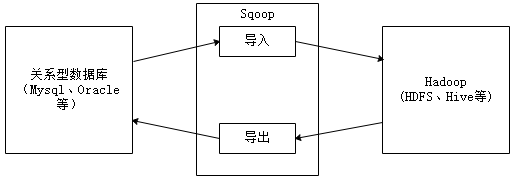 Sqoop
导入
关系型数据库
（Mysql、Oracle
等）
Hadoop
(HDFS、Hive等)
导出